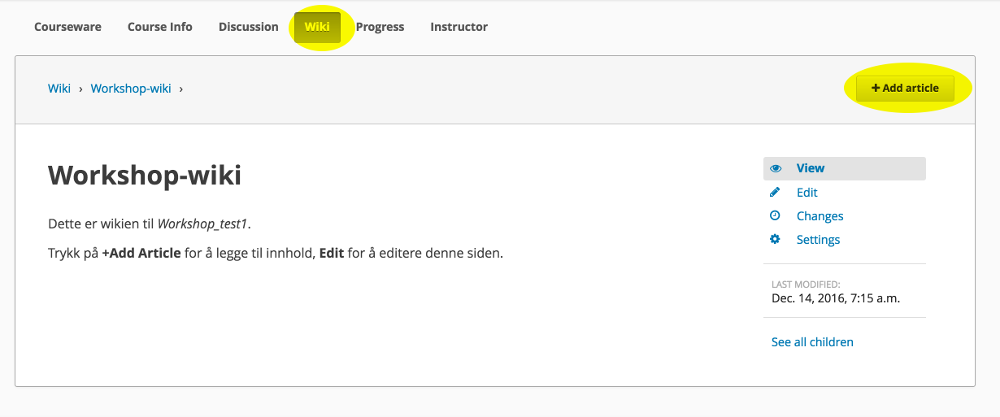 Courseware Course Info Discussion Wiki Progress Instructor
Wiki › Workshop-wiki ›
+ Add article
Workshop-wiki
Dette er wikien til Workshop_test1.
Trykk på +Add Article for å legge til innhold, Edit for å editere denne siden.
View
Edit
Changes
Settings
LAST MODIFIED:
Dec. 14, 2016, 7:15 a.m.
See all children